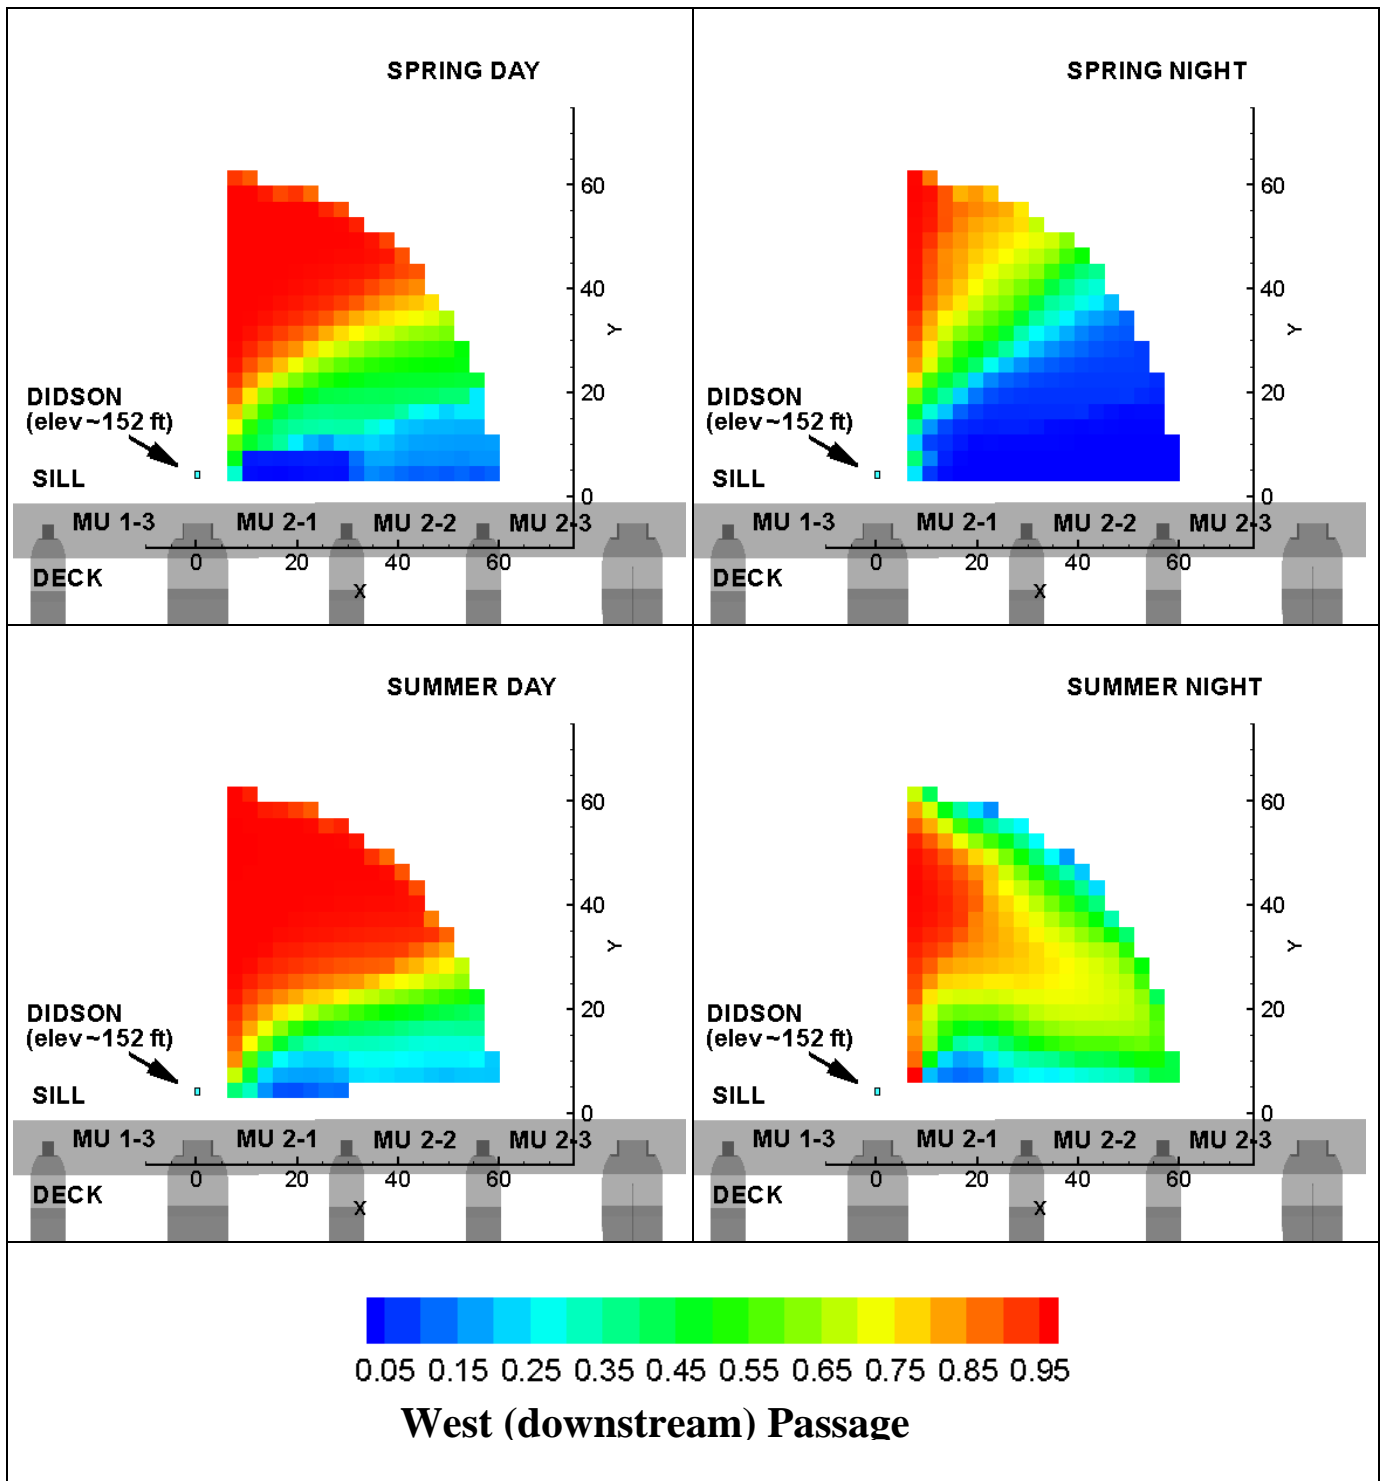 SPRING DAY
60
40
Y
20
DIDSON
(elev ~152 ft)
SILL
0
MU 1-3 MU 2-1 MU 2-2 MU 2-3
0 20 40 60
DECK
X
SPRING NIGHT
60
40
Y
20
DIDSON
(elev ~152 ft)
SILL
0
MU 1-3 MU 2-1 MU 2-2 MU 2-3
0 20 40 60
DECK
X
SUMMER DAY
60
40
Y
20
DIDSON
(elev ~152 ft)
SILL
0
MU 1-3 MU 2-1 MU 2-2 MU 2-3
0 20 40 60
DECK
X
SUMMER NIGHT
60
40
Y
20
DIDSON
(elev ~152 ft)
SILL
0
MU 1-3 MU 2-1 MU 2-2 MU 2-3
0 20 40 60
DECK
X
0.05 0.15 0.25 0.35 0.45 0.55 0.65 0.75 0.85 0.95
West (downstream) Passage